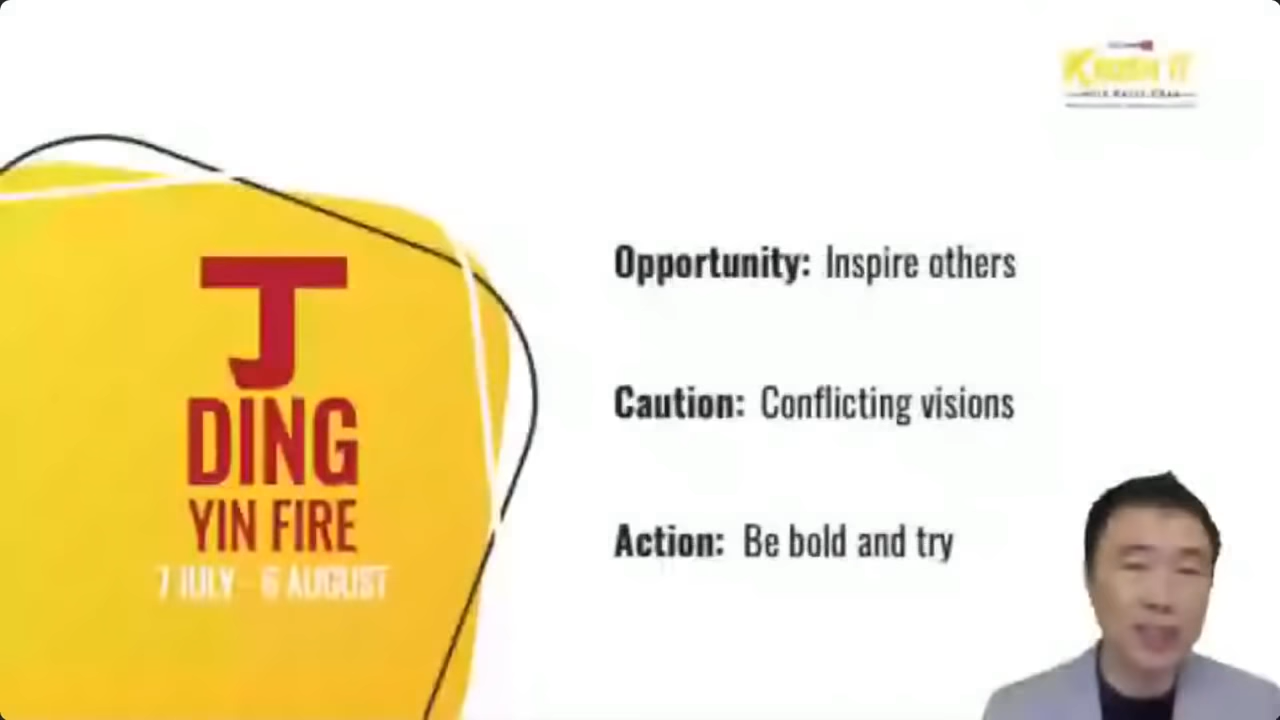 丁
DING
YIN FIRE
7 JULY - 6 AUGUST
Opportunity: Inspire others
Caution: Conflicting visions
Action: Be bold and try